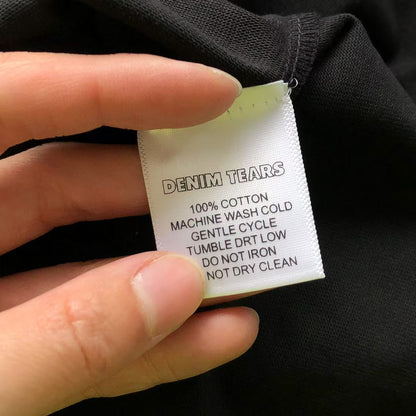 DENIM TEARS
100% COTTON
MACHINE WASH COLD
GENTLE CYCLE
TUMBLE DRT LOW
DO NOT IRON
NOT DRY CLEAN